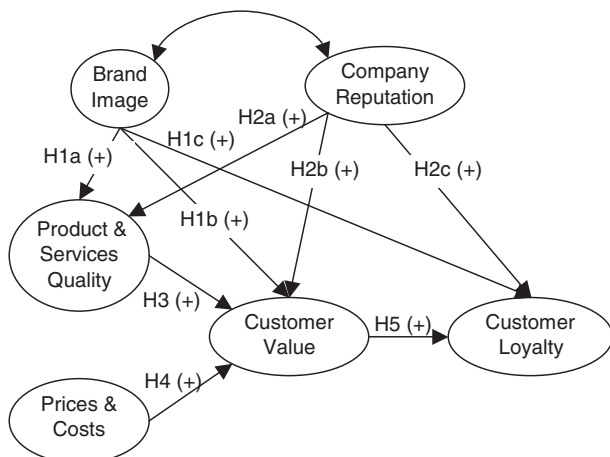 Brand
Image
Company
Reputation
H1a (+)
H1c (+)
H2a (+)
H2b (+)
H2c (+)
H1b (+)
Product &
Services
Quality
H3 (+)
Customer
Value
H5 (+)
Customer
Loyalty
H4 (+)
Prices &
Costs